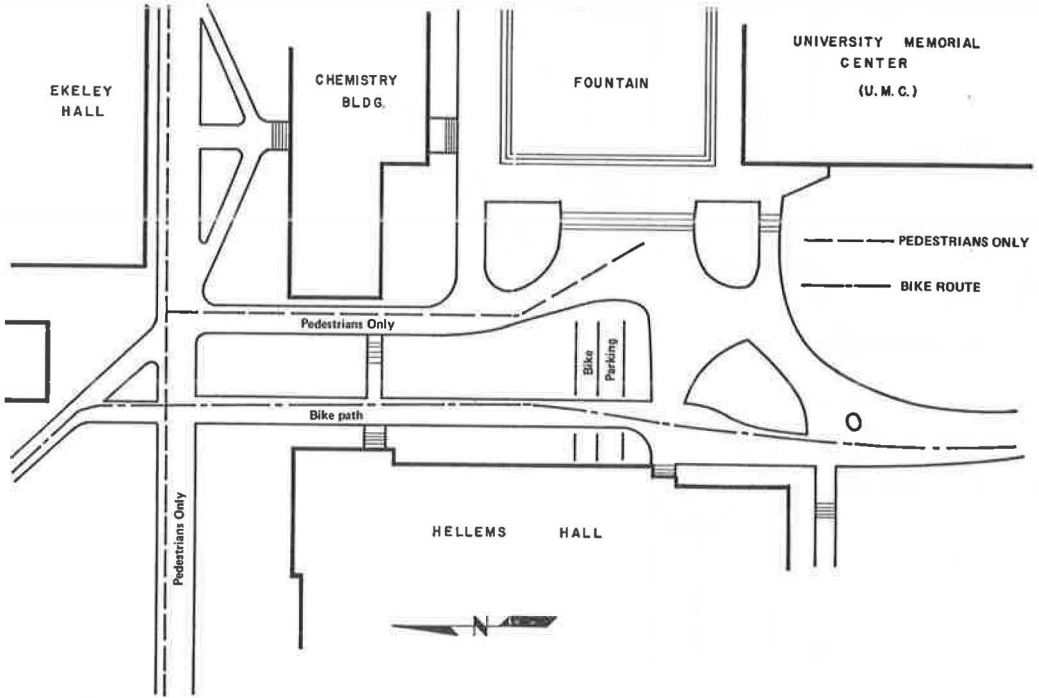 EKELEY
HALL
CHEMISTRY
BLDG.
FOUNTAIN
UNIVERSITY MEMORIAL
CENTER
(U.M.C.)
PEDESTRIANS ONLY
BIKE ROUTE
Pedestrians Only
Bike
Parking
Bike path
Pedestrians Only
HELLEMS HALL
N
O